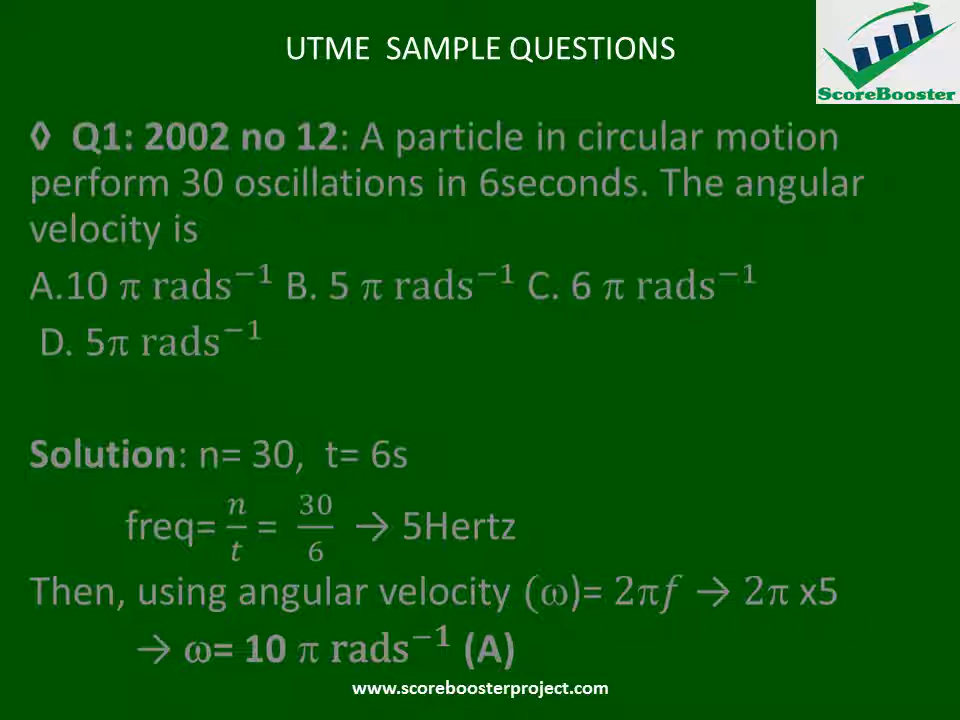 UTME SAMPLE QUESTIONS
ScoreBooster
◊ Q1: 2002 no 12: A particle in circular motion
perform 30 oscillations in 6seconds. The angular
velocity is
A.10 π rads⁻¹ B. 5 π rads⁻¹ C. 6 π rads⁻¹
D. 5π rads⁻¹
Solution: n= 30, t= 6s
freq= n/t = 30/6 → 5Hertz
Then, using angular velocity (ω)= 2πf → 2π x5
→ ω= 10 π rads⁻¹ (A)
www.scoreboosterproject.com